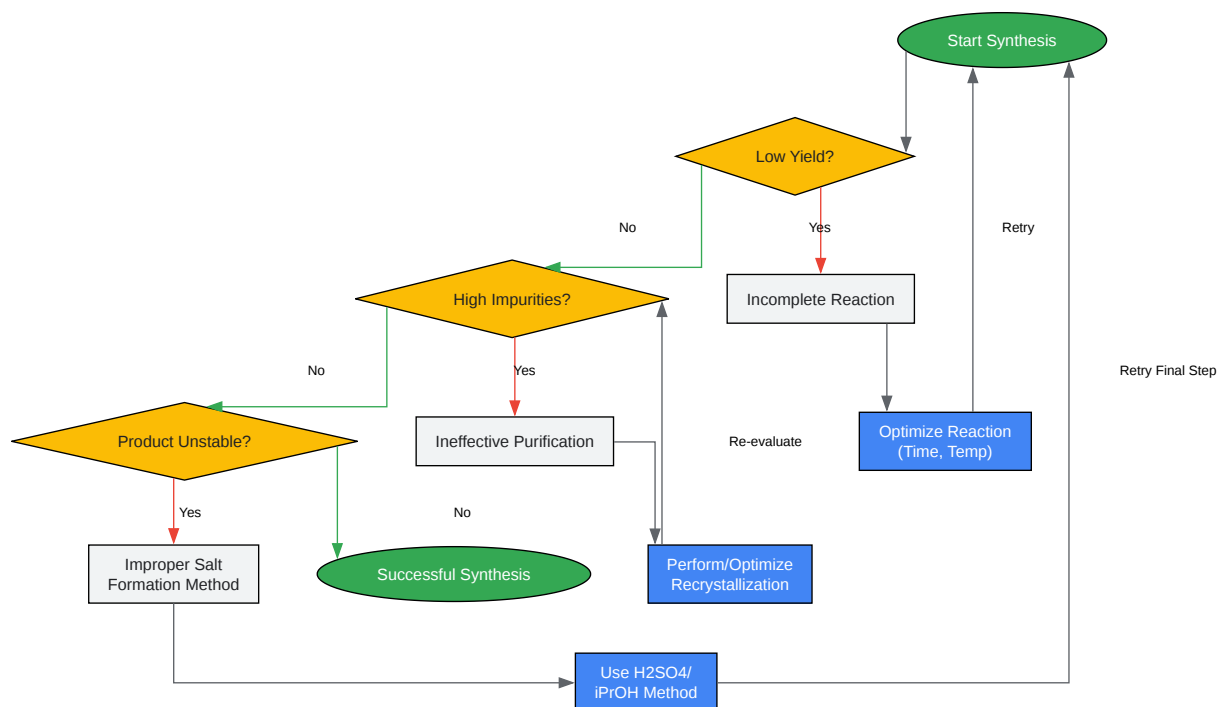 Start Synthesis
Low Yield?
No
Yes
Retry
High Impurities?
Incomplete Reaction
No
Yes
Retry Final Step
Product Unstable?
Ineffective Purification
Re-evaluate
Optimize Reaction
(Time, Temp)
Yes
No
Improper Salt
Formation Method
Successful Synthesis
Perform/Optimize
Recrystallization
Use H2SO4/
iPrOH Method